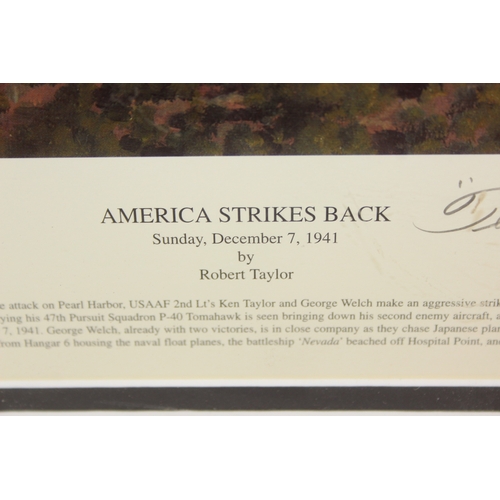 AMERICA STRIKES BACK
Sunday, December 7, 1941
by
Robert Taylor
e attack on Pearl Harbor, USAAF 2nd Lt's Ken Taylor and George Welch make an aggressive strik
ying his 47th Pursuit Squadron P-40 Tomahawk is seen bringing down his second enemy aircraft, a
7, 1941. George Welch, already with two victories, is in close company as they chase Japanese plan
from Hangar 6 housing the naval float planes, the battleship 'Nevada' beached off Hospital Point, and